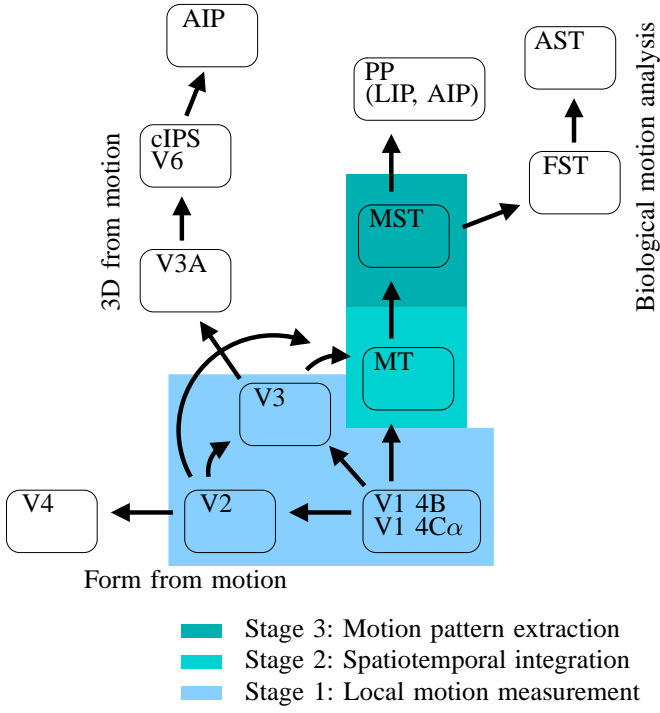 AIP
AST
PP
(LIP, AIP)
Biological motion analysis
cIPS
V6
3D from motion
FST
MST
V3A
MT
V3
V4
V2
V1 4B
V1 4Cα
Form from motion
Stage 3: Motion pattern extraction
Stage 2: Spatiotemporal integration
Stage 1: Local motion measurement